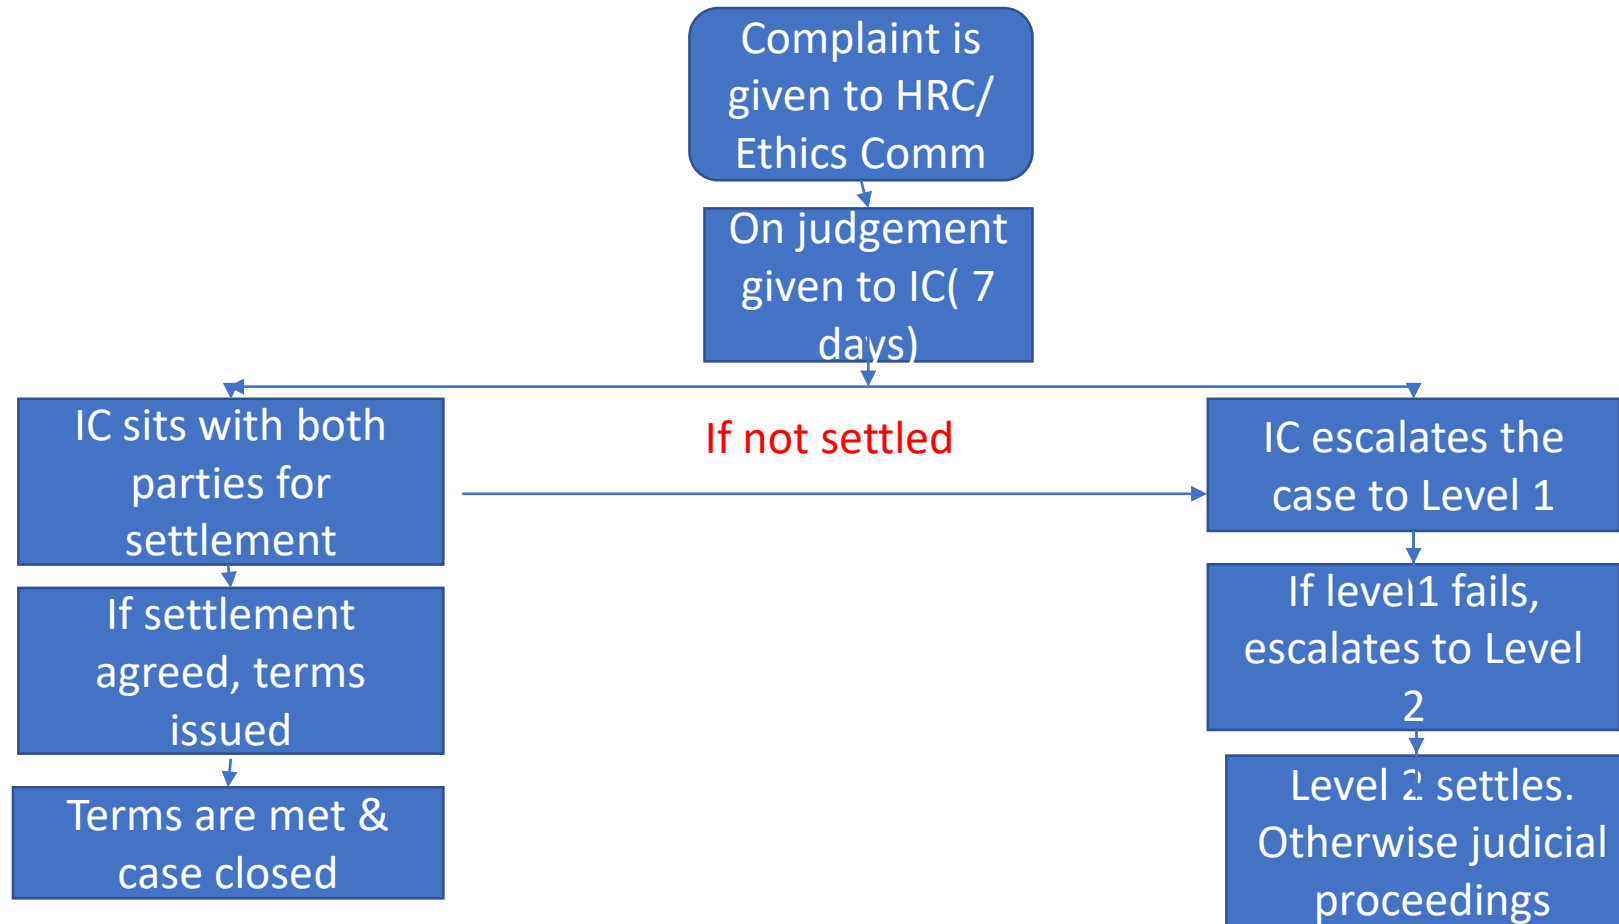 Complaint is
given to HRC/
Ethics Comm
On judgement
given to IC( 7
days)
IC sits with both
parties for
settlement
If not settled
IC escalates the
case to Level 1
If settlement
agreed, terms
issued
If level1 fails,
escalates to Level
2
Terms are met &
case closed
Level 2 settles.
Otherwise judicial
proceedings